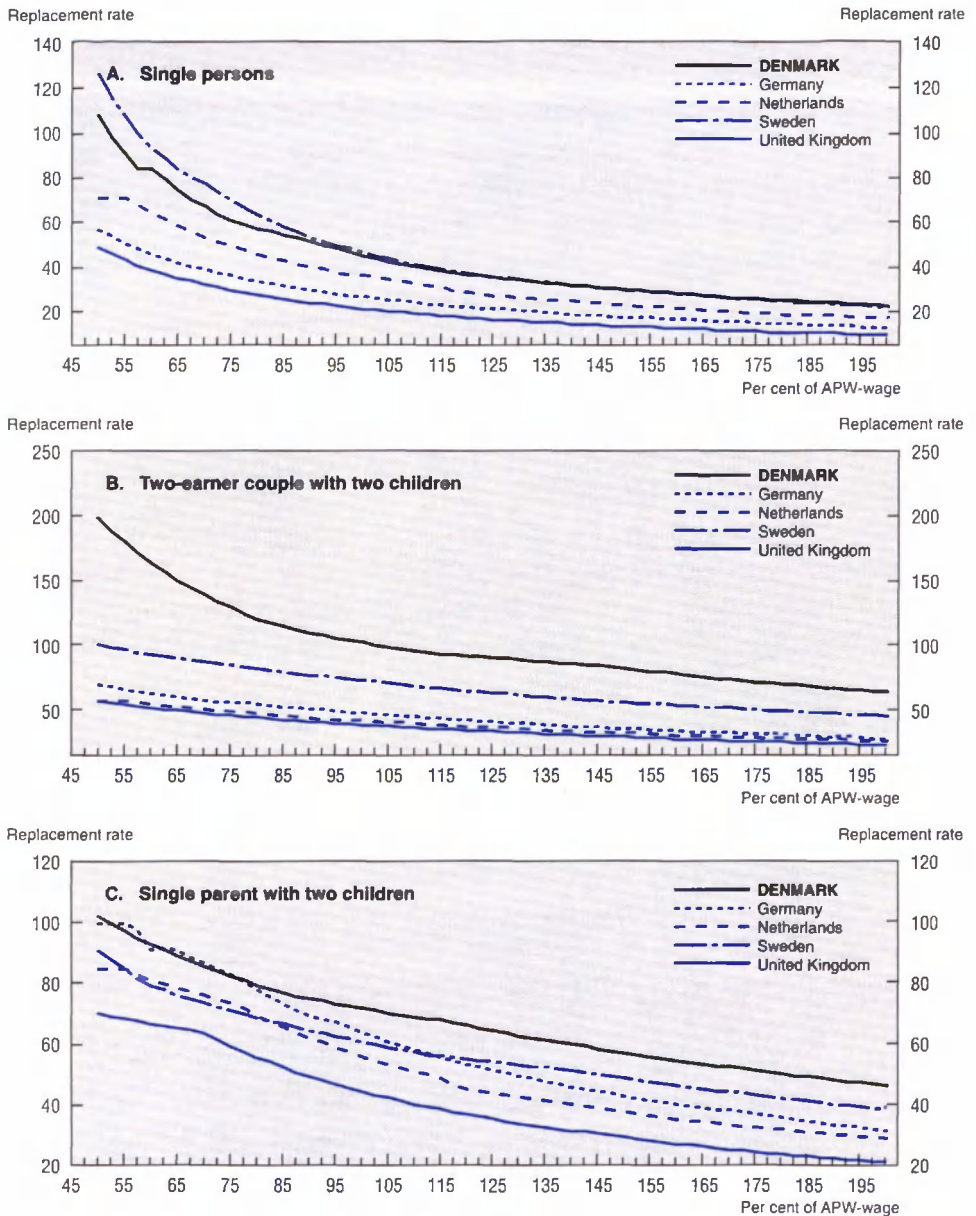 Replacement rate Replacement rate
140 140
A. Single persons DENMARK
120 Germany 120
Netherlands
100 Sweden 100
United Kingdom
80 80
60 60
40 40
20 20
45 55 65 75 85 95 105 115 125 135 145 155 165 175 185 195
Per cent of APW-wage
Replacement rate Replacement rate
250 250
B. Two-earner couple with two children DENMARK
Germany
200 Netherlands 200
Sweden
United Kingdom
150 150
100 100
50 50
45 55 65 75 85 95 105 115 125 135 145 155 165 175 185 195
Per cent of APW-wage
Replacement rate Replacement rate
120 120
C. Single parent with two children DENMARK
Germany
100 Netherlands 100
Sweden
United Kingdom
80 80
60 60
40 40
20 20
45 55 65 75 85 95 105 115 125 135 145 155 165 175 185 195
Per cent of APW-wage